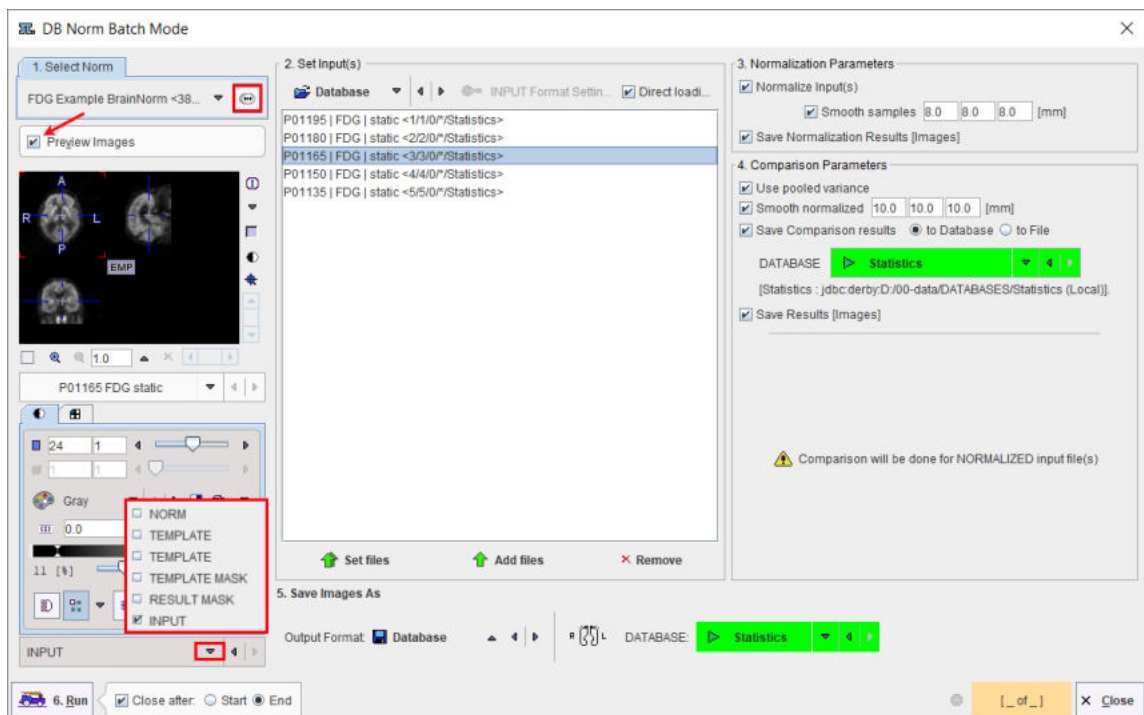 DB Norm Batch Mode
1. Select Norm
FDG Example BrainNorm <38...
Preview Images
A
R
L
P
EMP
1.0
P01165 FDG static
24 1
1 1
Gray
0.0
11 [%]
NORM
TEMPLATE
TEMPLATE
TEMPLATE MASK
RESULT MASK
INPUT
INPUT
2. Set Input(s)
Database
INPUT Format Settin...
Direct loadi...
P01195 | FDG | static <1/1/0/*/Statistics>
P01180 | FDG | static <2/2/0/*/Statistics>
P01165 | FDG | static <3/3/0/*/Statistics>
P01150 | FDG | static <4/4/0/*/Statistics>
P01135 | FDG | static <5/5/0/*/Statistics>
Set files Add files Remove
3. Normalization Parameters
Normalize Input(s)
Smooth samples 8.0 8.0 8.0 [mm]
Save Normalization Results [Images]
4. Comparison Parameters
Use pooled variance
Smooth normalized 10.0 10.0 10.0 [mm]
Save Comparison results to Database to File
DATABASE Statistics
[Statistics : jdbc:derby:D:/00-data/DATABASES/Statistics (Local)].
Save Results [Images]
Comparison will be done for NORMALIZED input file(s)
5. Save Images As
Output Format: Database R L DATABASE: Statistics
6. Run Close after: Start End [ _ of _ ] Close